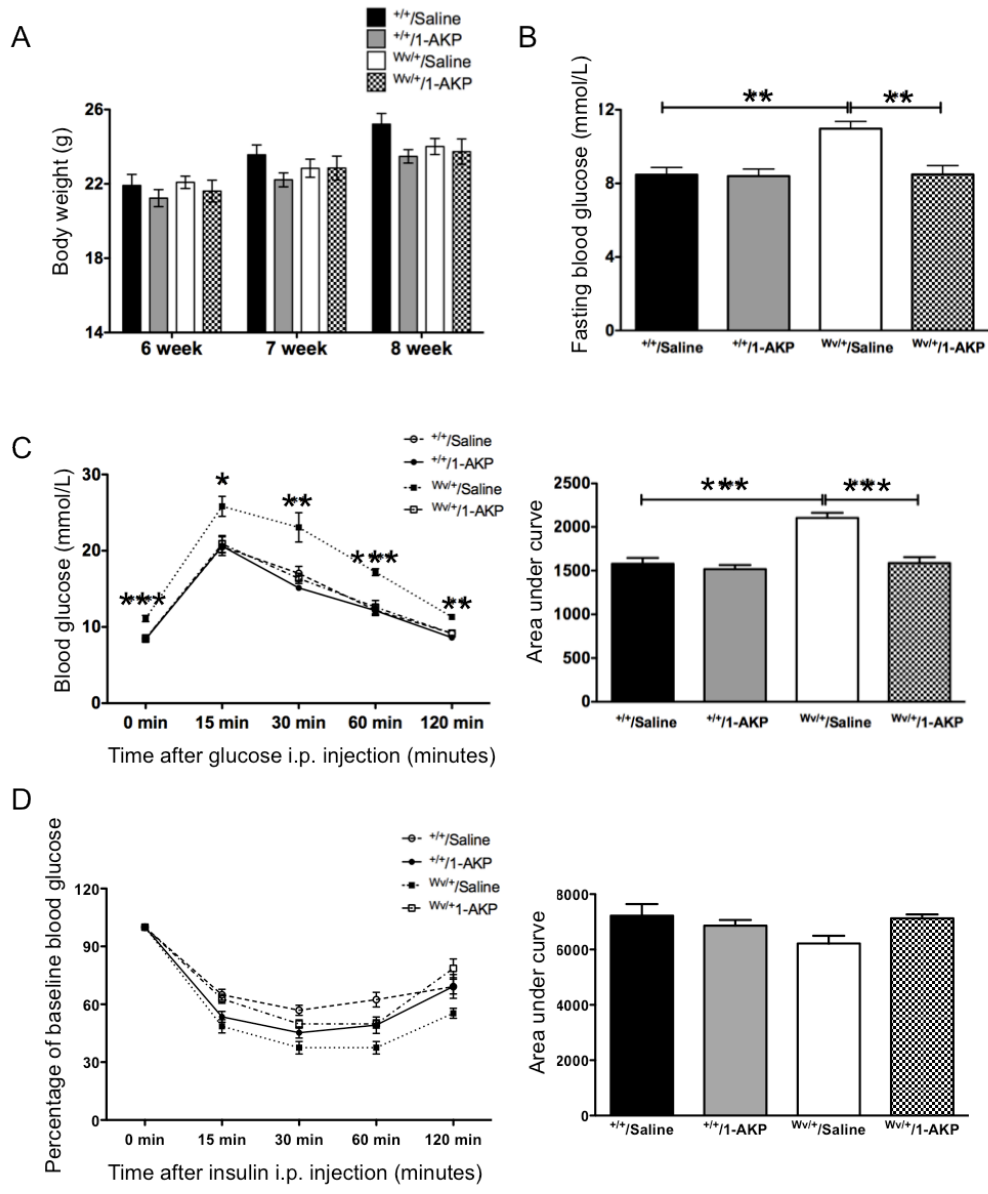 A
+/+/Saline
+/+/1-AKP
Wv/+/Saline
Wv/+/1-AKP
Body weight (g)
26
22
18
14
6 week
7 week
8 week
B
Fasting blood glucose (mmol/L)
12
8
4
0
** **
+/+/Saline +/+/1-AKP Wv/+/Saline Wv/+/1-AKP
C
+/+/Saline
+/+/1-AKP
Wv/+/Saline
Wv/+/1-AKP
Blood glucose (mmol/L)
30
20
10
0
*** * ** *** **
0 min 15 min 30 min 60 min 120 min
Time after glucose i.p. injection (minutes)
Area under curve
2500
2000
1500
1000
500
0
*** ***
+/+/Saline +/+/1-AKP Wv/+/Saline Wv/+/1-AKP
D
+/+/Saline
+/+/1-AKP
Wv/+/Saline
Wv/+1-AKP
Percentage of baseline blood glucose
120
90
60
30
0
0 min 15 min 30 min 60 min 120 min
Time after insulin i.p. injection (minutes)
Area under curve
8000
6000
4000
2000
0
+/+/Saline +/+/1-AKP Wv/+/Saline Wv/+/1-AKP